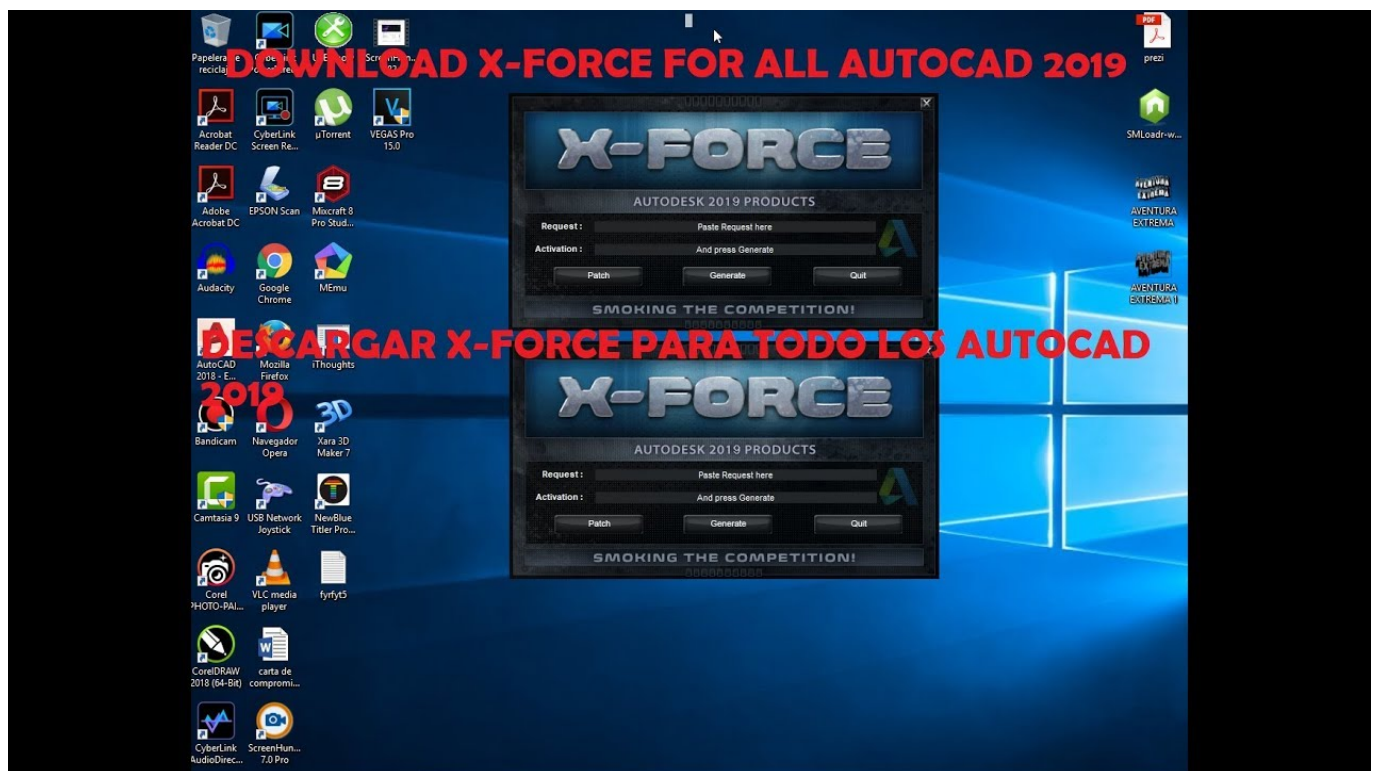 DOWNLOAD X-FORCE FOR ALL AUTOCAD 2019
PDF
prezi
Acrobat
Reader DC
CyberLink
Screen Re...
µTorrent
VEGAS Pro
15.0
SMLoadr-w...
X-FORCE
AUTODESK 2019 PRODUCTS
Request :
Paste Request here
Activation :
And press Generate
Patch
Generate
Quit
SMOKING THE COMPETITION!
Adobe
Acrobat DC
EPSON Scan
Mixcraft 8
Pro Stud...
AVENTURA
EXTREMA
Audacity
Google
Chrome
MEmu
AVENTURA
EXTREMA 1
DESCARGAR X-FORCE PARA TODO LOS AUTOCAD
2018
AutoCAD
2018 - E...
Mozilla
Firefox
iThoughts
X-FORCE
AUTODESK 2019 PRODUCTS
Request :
Paste Request here
Activation :
And press Generate
Patch
Generate
Quit
SMOKING THE COMPETITION!
Bandicam
Navegador
Opera
3D
Xara 3D
Maker 7
Camtasia 9
USB Network
Joystick
NewBlue
Titler Pro...
Corel
PHOTO-PAI...
VLC media
player
fyrfyt5
CorelDRAW
2018 (64-Bit)
carta de
compromi...
CyberLink
AudioDirec...
ScreenHun...
7.0 Pro